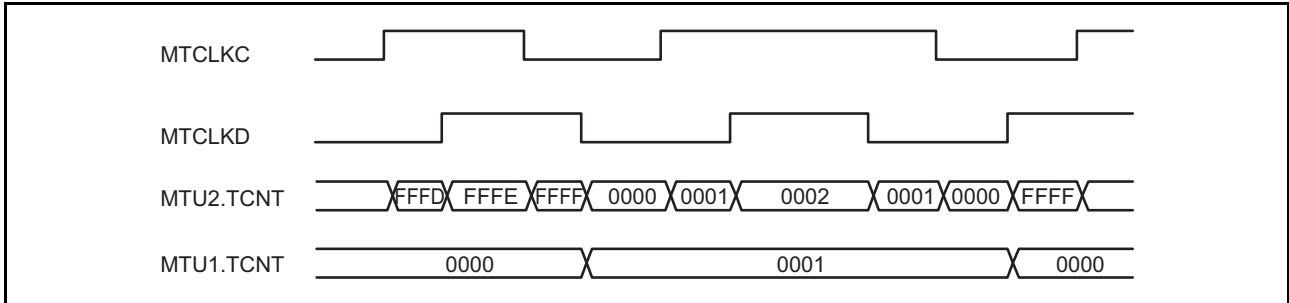 MTCLKC
MTCLKD
MTU2.TCNT FFFD FFFE FFFF 0000 0001 0002 0001 0000 FFFF
MTU1.TCNT 0000 0001 0000